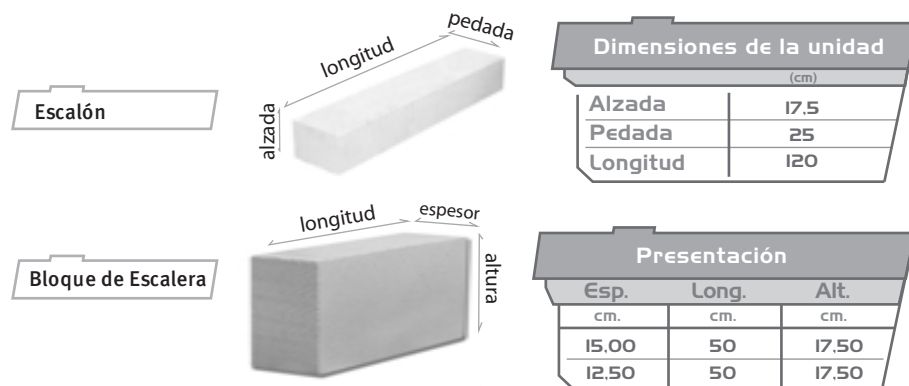 Escalón
longitud
pedada
alzada
Dimensiones de la unidad
(cm)
Alzada 17,5
Pedada 25
Longitud 120
Bloque de Escalera
longitud
espesor
altura
Presentación
Esp. Long. Alt.
cm. cm. cm.
15,00 50 17,50
12,50 50 17,50